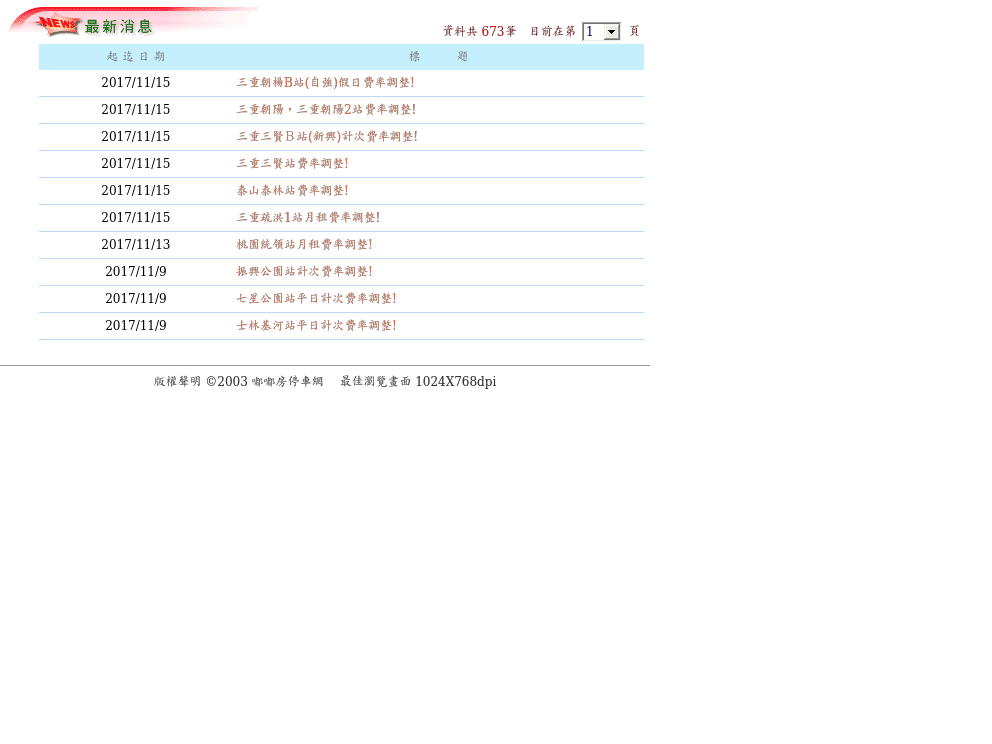 NEWS 最新消息
資料共 673筆 目前在第 1 頁
起迄日期 標 題
2017/11/15 三重朝楊B站(自強)假日費率調整!
2017/11/15 三重朝陽，三重朝陽2站費率調整!
2017/11/15 三重三賢Ｂ站(新興)計次費率調整!
2017/11/15 三重三賢站費率調整!
2017/11/15 泰山泰林站費率調整!
2017/11/15 三重疏洪1站月租費率調整!
2017/11/13 桃園統領站月租費率調整!
2017/11/9 振興公園站計次費率調整!
2017/11/9 七星公園站平日計次費率調整!
2017/11/9 士林基河站平日計次費率調整!
版權聲明 ©2003 嘟嘟房停車網 最佳瀏覽畫面 1024X768dpi